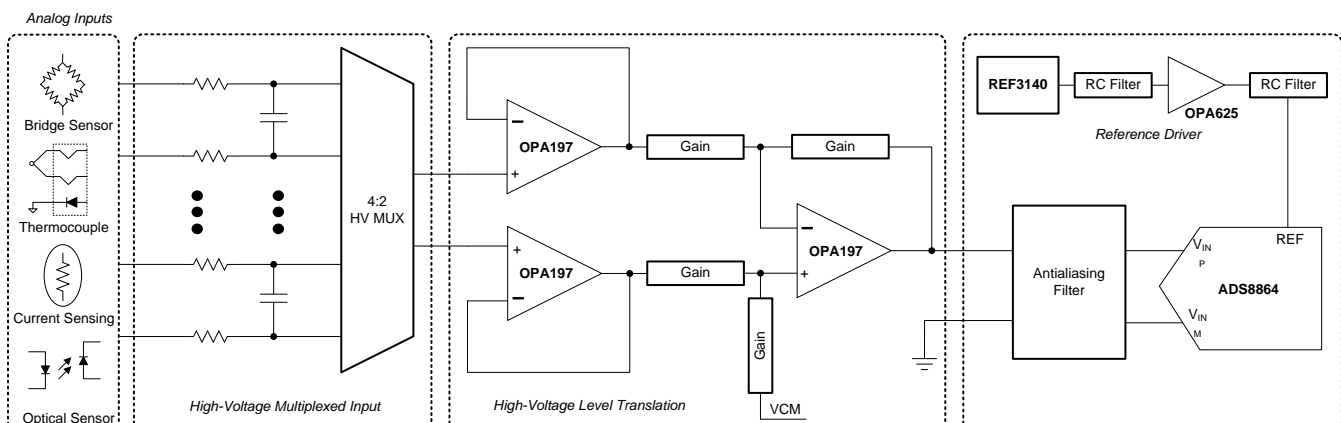 Analog Inputs
Bridge Sensor
Thermocouple
Current Sensing
Optical Sensor
4:2
HV MUX
High-Voltage Multiplexed Input
OPA197
Gain
Gain
OPA197
Gain
OPA197
Gain
VCM
High-Voltage Level Translation
REF3140
RC Filter
OPA625
RC Filter
Reference Driver
Antialiasing
Filter
VIN
P
REF
ADS8864
VIN
M